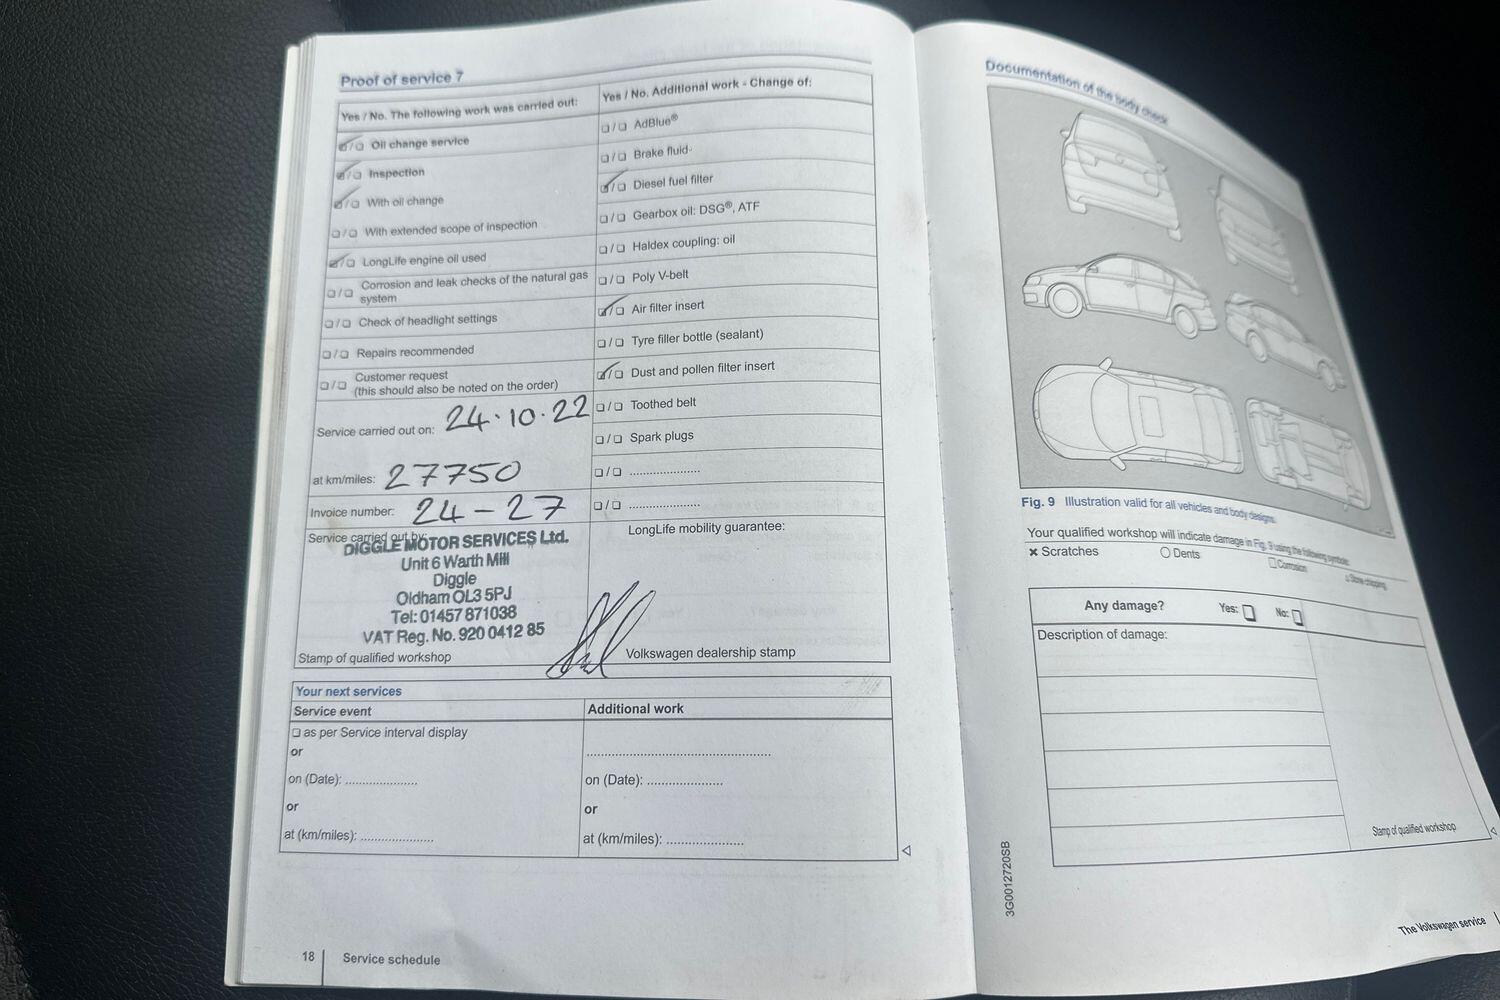 Proof of service 7
Yes / No. The following work was carried out:
☑/☐ Oil change service
☑/☐ Inspection
☑/☐ With oil change
☐/☐ With extended scope of inspection
☑/☐ LongLife engine oil used
☐/☐ Corrosion and leak checks of the natural gas
system
☐/☐ Check of headlight settings
☐/☐ Repairs recommended
☐/☐ Customer request
(this should also be noted on the order)
Service carried out on: 24.10.22
at km/miles: 27750
Invoice number: 24-27
Service carried out by:
DIGGLE MOTOR SERVICES Ltd.
Unit 6 Warth Mill
Diggle
Oldham OL3 5PJ
Tel: 01457 871038
VAT Reg. No. 920 0412 85
Stamp of qualified workshop
Yes / No. Additional work - Change of:
☐/☐ AdBlue®
☐/☐ Brake fluid
☑/☐ Diesel fuel filter
☐/☐ Gearbox oil: DSG®, ATF
☐/☐ Haldex coupling: oil
☐/☐ Poly V-belt
☑/☐ Air filter insert
☐/☐ Tyre filler bottle (sealant)
☑/☐ Dust and pollen filter insert
☐/☐ Toothed belt
☐/☐ Spark plugs
☐/☐ ....................
☐/☐ ....................
LongLife mobility guarantee:
Volkswagen dealership stamp
Your next services
Service event
☐ as per Service interval display
or
on (Date): ....................
or
at (km/miles): ....................
Additional work
..................................................
on (Date): ....................
or
at (km/miles): ....................
18
Service schedule
Documentation of the body check
Fig. 9 Illustration valid for all vehicles and body designs.
Your qualified workshop will indicate damage in Fig. 9 using the following symbols:
× Scratches
○ Dents
☐ Corrosion
△ Stone chipping
Any damage? Yes: ☐ No: ☐
Description of damage:
Stamp of qualified workshop
3G0012720SB
The Volkswagen service